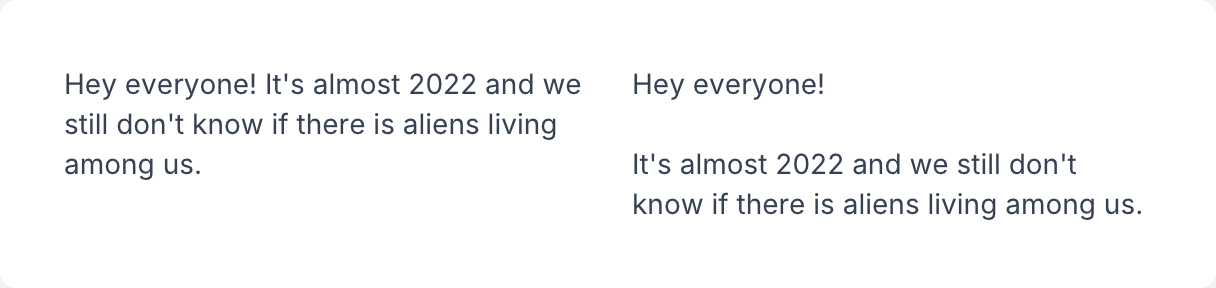 Hey everyone! It's almost 2022 and we
still don't know if there is aliens living
among us.
Hey everyone!
It's almost 2022 and we still don't
know if there is aliens living among us.